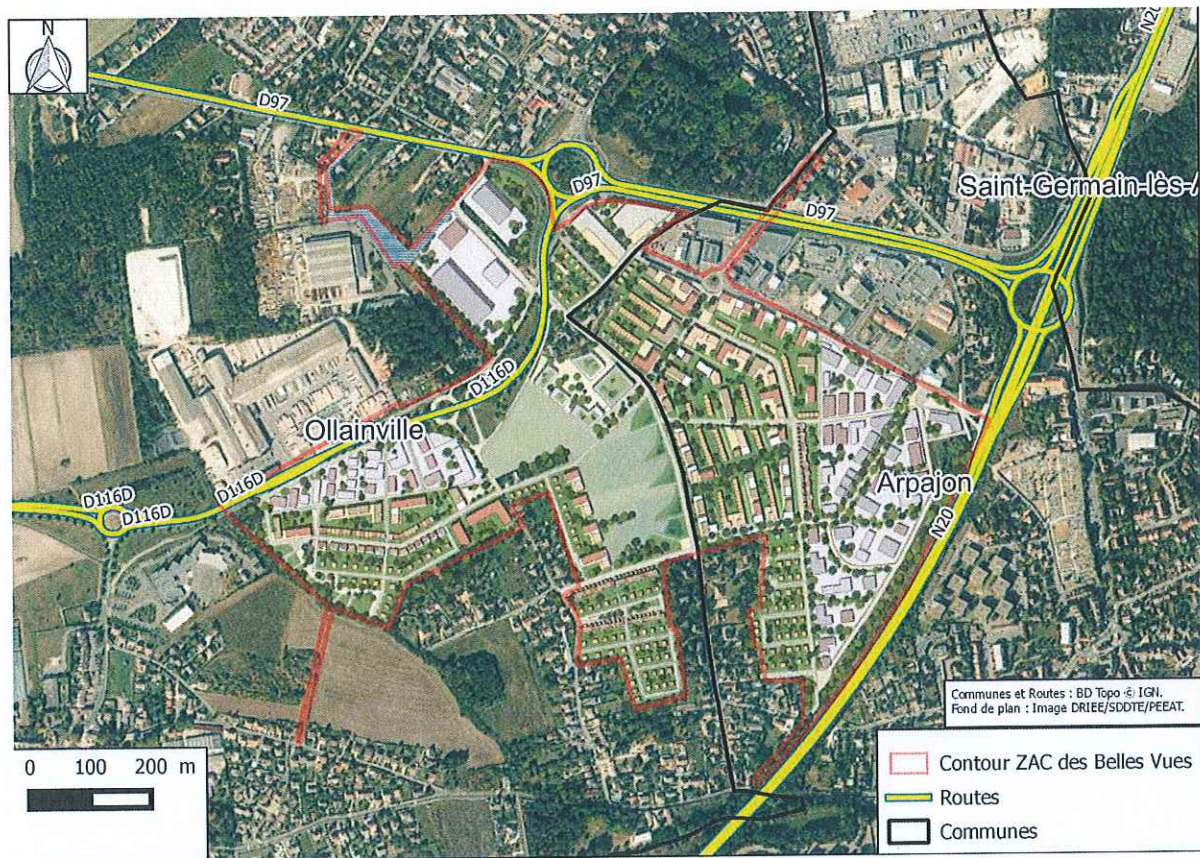 N
N20
D97
D97
D97
Saint-Germain-lès-
D116D
Ollainville
D116D
D116D
D116D
Arpajon
N20
Communes et Routes : BD Topo © IGN.
Fond de plan : Image DRIEE/SDDTE/PEEAT.
0 100 200 m
Contour ZAC des Belles Vues
Routes
Communes